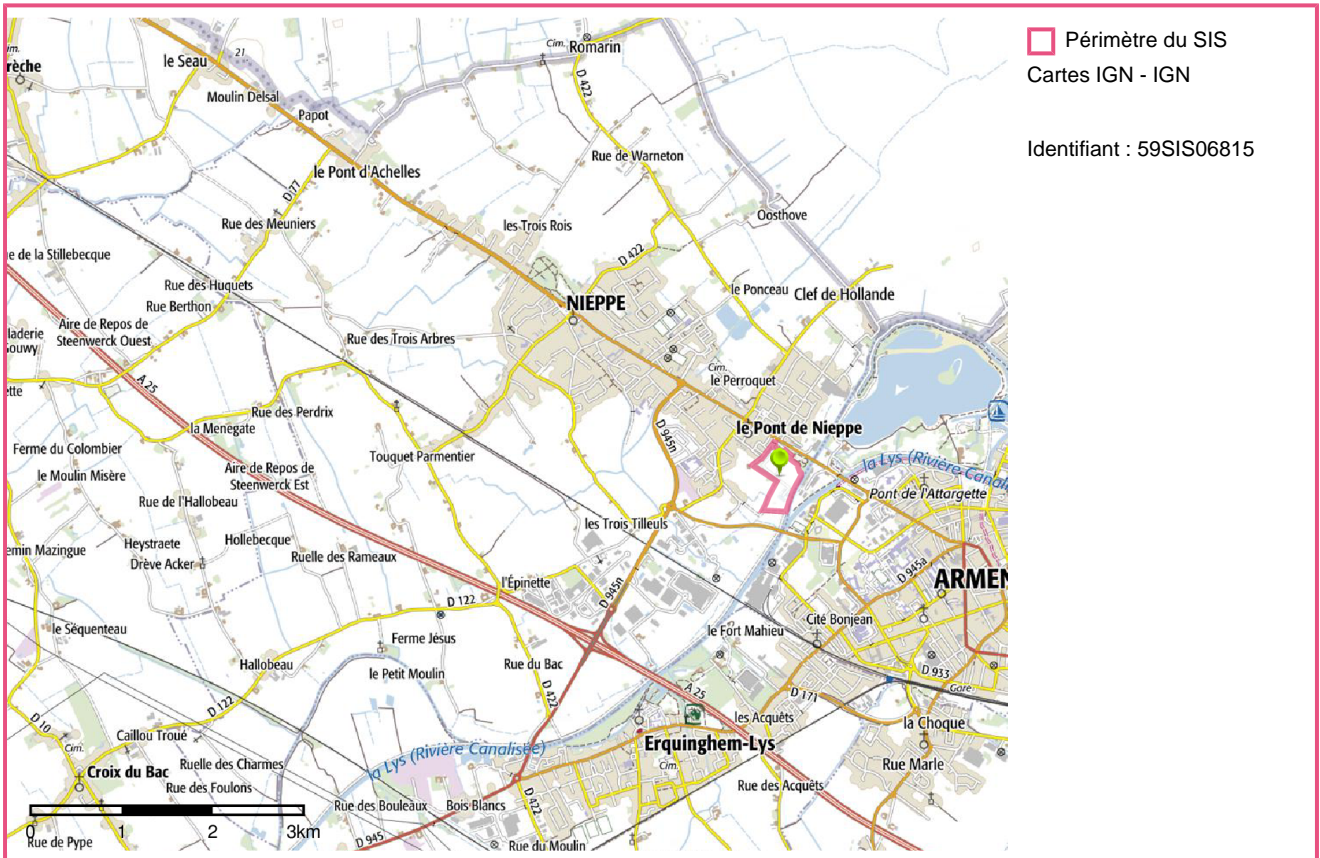 Périmètre du SIS
Cartes IGN - IGN
Identifiant : 59SIS06815
Cim.
Romarin
le Seau
21
rèche
Moulin Delsal
Papot
D 422
Rue de Warneton
le Pont d'Achelles
D 77
Oosthove
Rue des Meuniers
les Trois Rois
e de la Stillebecque
D 422
Rue des Huquets
le Ponceau
Clef de Hollande
Rue Berthon
NIEPPE
laderie
Gouwy
Aire de Repos de
Steenwerck Ouest
Rue des Trois Arbres
Cim.
le Perroquet
ette
A 25
Rue des Perdrix
la Menegate
D 945n
le Pont de Nieppe
Ferme du Colombier
Touquet Parmentier
la Lys (Rivière Canali
le Moulin Misère
Aire de Repos de
Steenwerck Est
Pont de l'Attargette
Rue de l'Hallobeau
les Trois Tilleuls
Hollebecque
emin Mazingue
Heystraete
Drève Acker
Ruelle des Rameaux
D 945a
l'Épinette
ARMEN
D 945n
D 122
Cité Bonjean
le Séquenteau
le Fort Mahieu
Ferme Jésus
Hallobeau
Rue du Bac
D 933
le Petit Moulin
Gare
D 122
D 422
A 25
D 171
les Acquêts
la Choque
D 10
Caillou Troué
Cim.
Erquinghem-Lys
la Lys (Rivière Canalisée)
Ruelle des Charmes
Cim.
Rue Marle
Croix du Bac
Rue des Foulons
Rue des Acquêts
Rue des Bouleaux
Bois Blancs
D 422
0 1 2 3km
D 945
Rue de Pype
Rue du Moulin